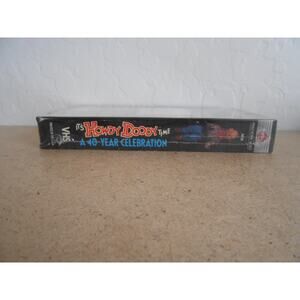 VHS
IT'S HOWDY DOODY TIME
A 40-YEAR CELEBRATION